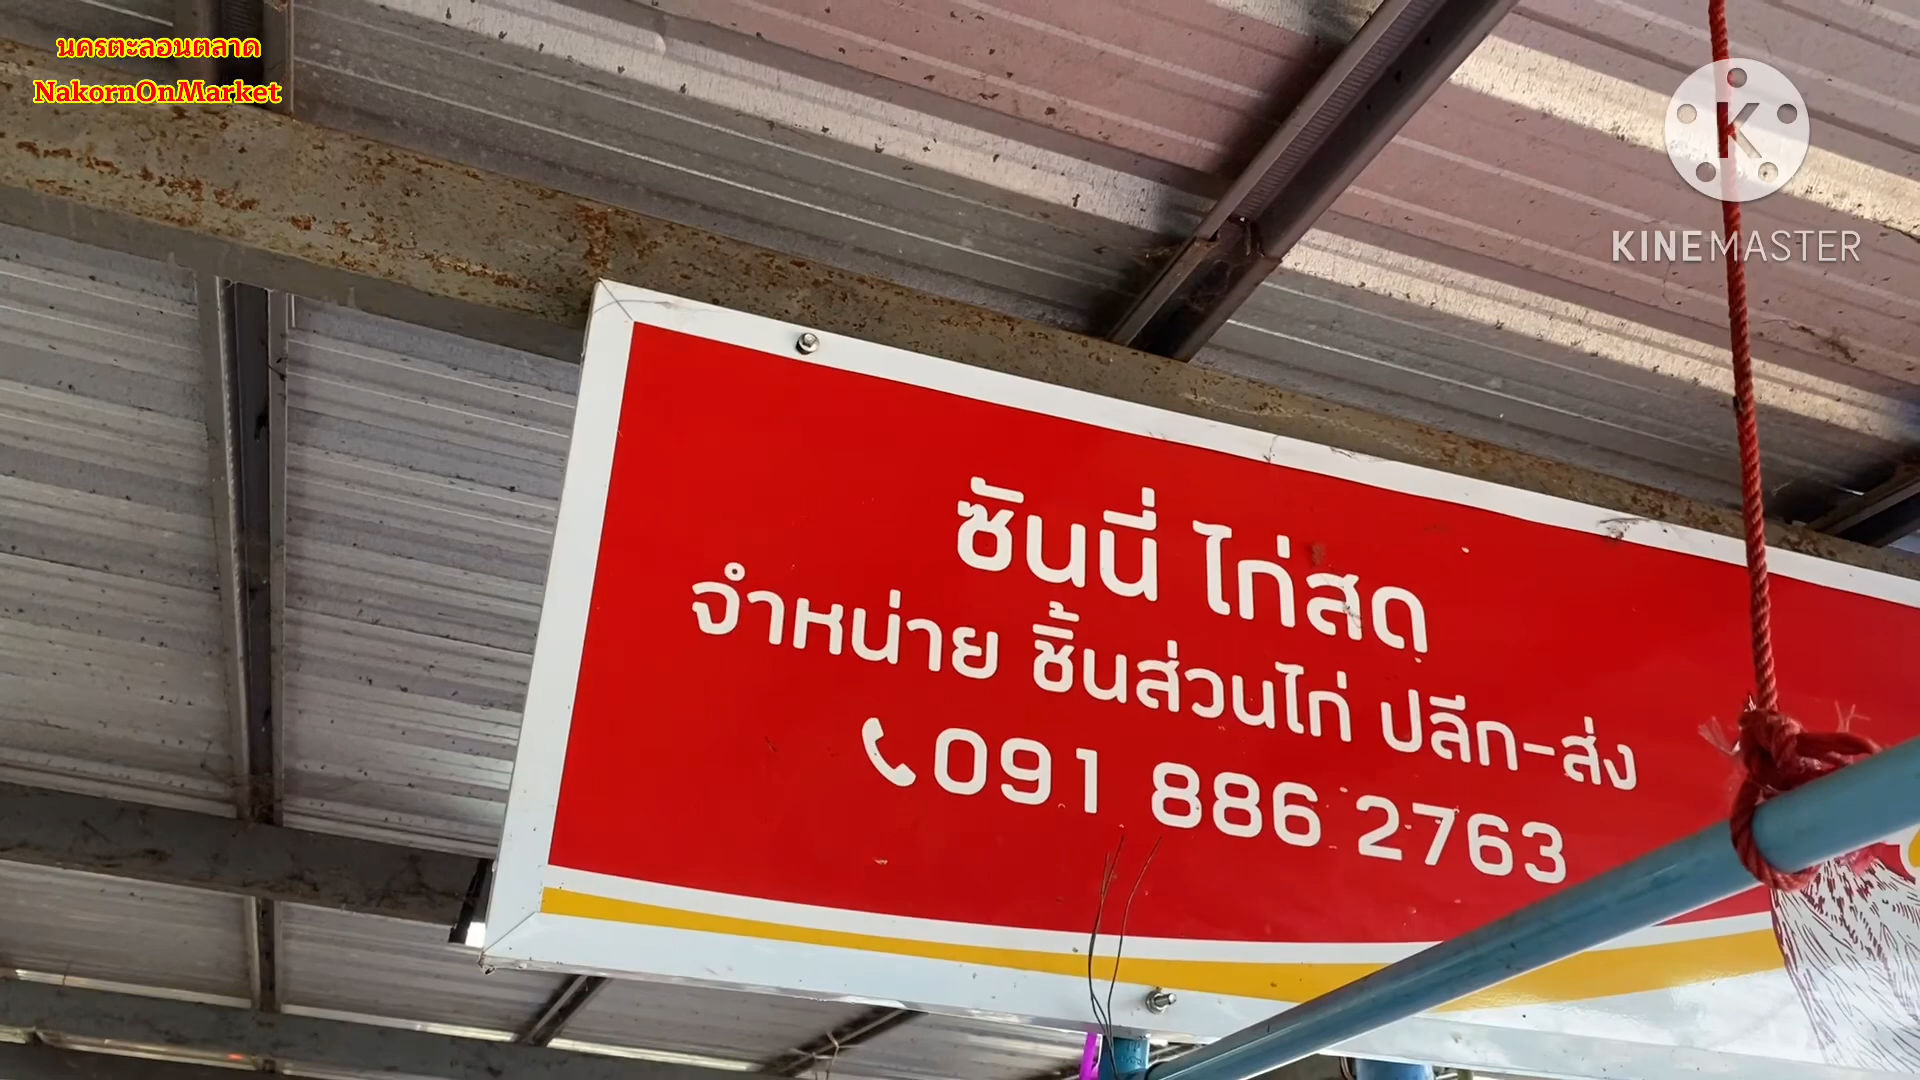 นครตะลอนตลาด
NakornOnMarket
K
KINEMASTER
ซันนี่ ไก่สด
จำหน่าย ชิ้นส่วนไก่ ปลีก-ส่ง
091 886 2763